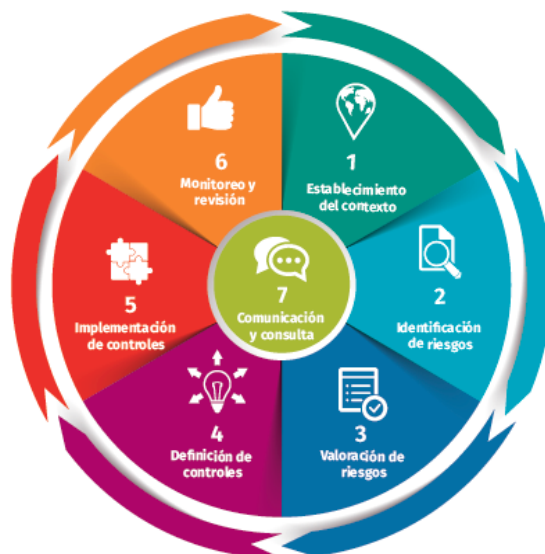 1
Establecimiento
del contexto
2
Identificación
de riesgos
3
Valoración de
riesgos
4
Definición de
controles
5
Implementación
de controles
6
Monitoreo y
revisión
7
Comunicación
y consulta